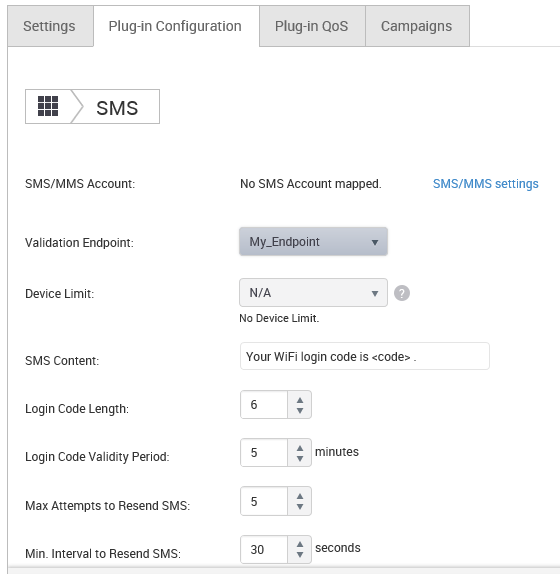 Settings Plug-in Configuration Plug-in QoS Campaigns
SMS
SMS/MMS Account: No SMS Account mapped. SMS/MMS settings
Validation Endpoint: My_Endpoint
Device Limit: N/A ?
No Device Limit.
SMS Content: Your WiFi login code is <code> .
Login Code Length: 6
Login Code Validity Period: 5 minutes
Max Attempts to Resend SMS: 5
Min. Interval to Resend SMS: 30 seconds